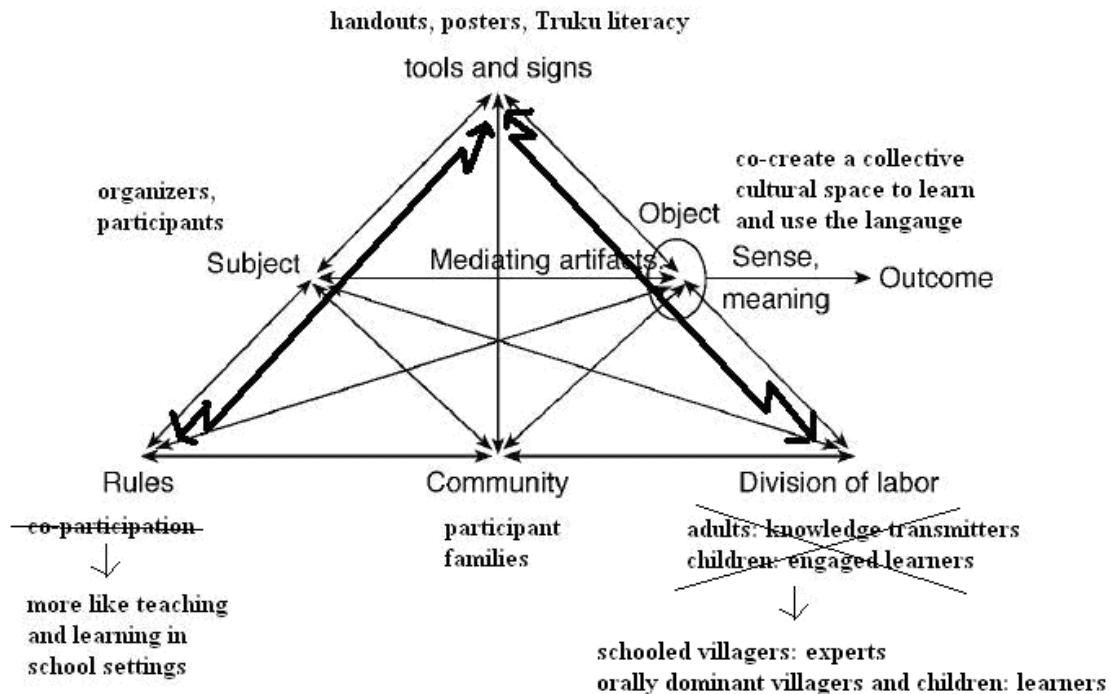 handouts, posters, Truku literacy
tools and signs
organizers,
participants
co-create a collective
cultural space to learn
and use the langauge
Object
Subject
Mediating artifacts
Sense,
meaning
Outcome
Rules
Community
Division of labor
co-participation
participant
families
adults: knowledge transmitters
children: engaged learners
more like teaching
and learning in
school settings
schooled villagers: experts
orally dominant villagers and children: learners